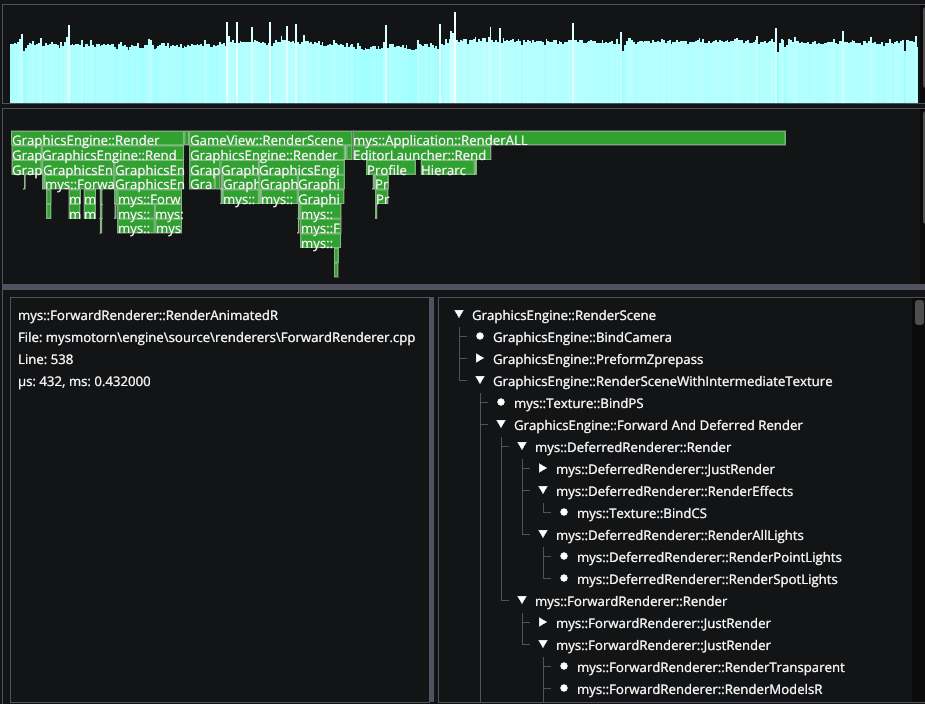 GraphicsEngine::Render GameView::RenderScene mys::Application::RenderALL
Grap GraphicsEngine::Rend GraphicsEngine::Render EditorLauncher::Rend
Grap GraphicsEn GraphicsEn Grap Graph GraphicsEngi Profile Hierarc
mys::Forwa GraphicsEn Gra Graph Graph Graphi Pr
m m mys::Forw mys:: mys:: Graphi Pr
m m mys:: mys: mys::
mys:: mys mys::F
mys::
mys::ForwardRenderer::RenderAnimatedR
File: mysmotorn\engine\source\renderers\ForwardRenderer.cpp
Line: 538
µs: 432, ms: 0.432000
GraphicsEngine::RenderScene
GraphicsEngine::BindCamera
GraphicsEngine::PreformZprepass
GraphicsEngine::RenderSceneWithIntermediateTexture
mys::Texture::BindPS
GraphicsEngine::Forward And Deferred Render
mys::DeferredRenderer::Render
mys::DeferredRenderer::JustRender
mys::DeferredRenderer::RenderEffects
mys::Texture::BindCS
mys::DeferredRenderer::RenderAllLights
mys::DeferredRenderer::RenderPointLights
mys::DeferredRenderer::RenderSpotLights
mys::ForwardRenderer::Render
mys::ForwardRenderer::JustRender
mys::ForwardRenderer::JustRender
mys::ForwardRenderer::RenderTransparent
mys::ForwardRenderer::RenderModelsR